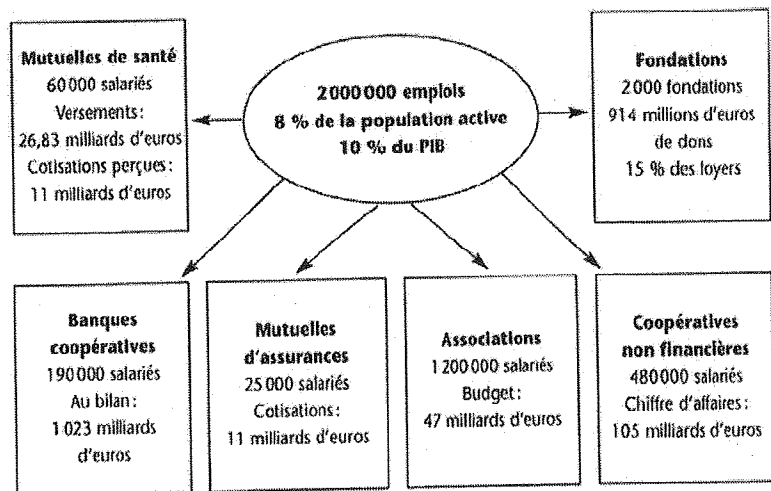 Mutuelles de santé
60 000 salariés
Versements :
26,83 milliards d'euros
Cotisations perçues :
11 milliards d'euros
2 000 000 emplois
8 % de la population active
10 % du PIB
Fondations
2 000 fondations
914 millions d'euros
de dons
15 % des loyers
Banques
coopératives
190 000 salariés
Au bilan :
1 023 milliards
d'euros
Mutuelles
d'assurances
25 000 salariés
Cotisations :
11 milliards d'euros
Associations
1 200 000 salariés
Budget :
47 milliards d'euros
Coopératives
non financières
480 000 salariés
Chiffre d'affaires :
105 milliards d'euros